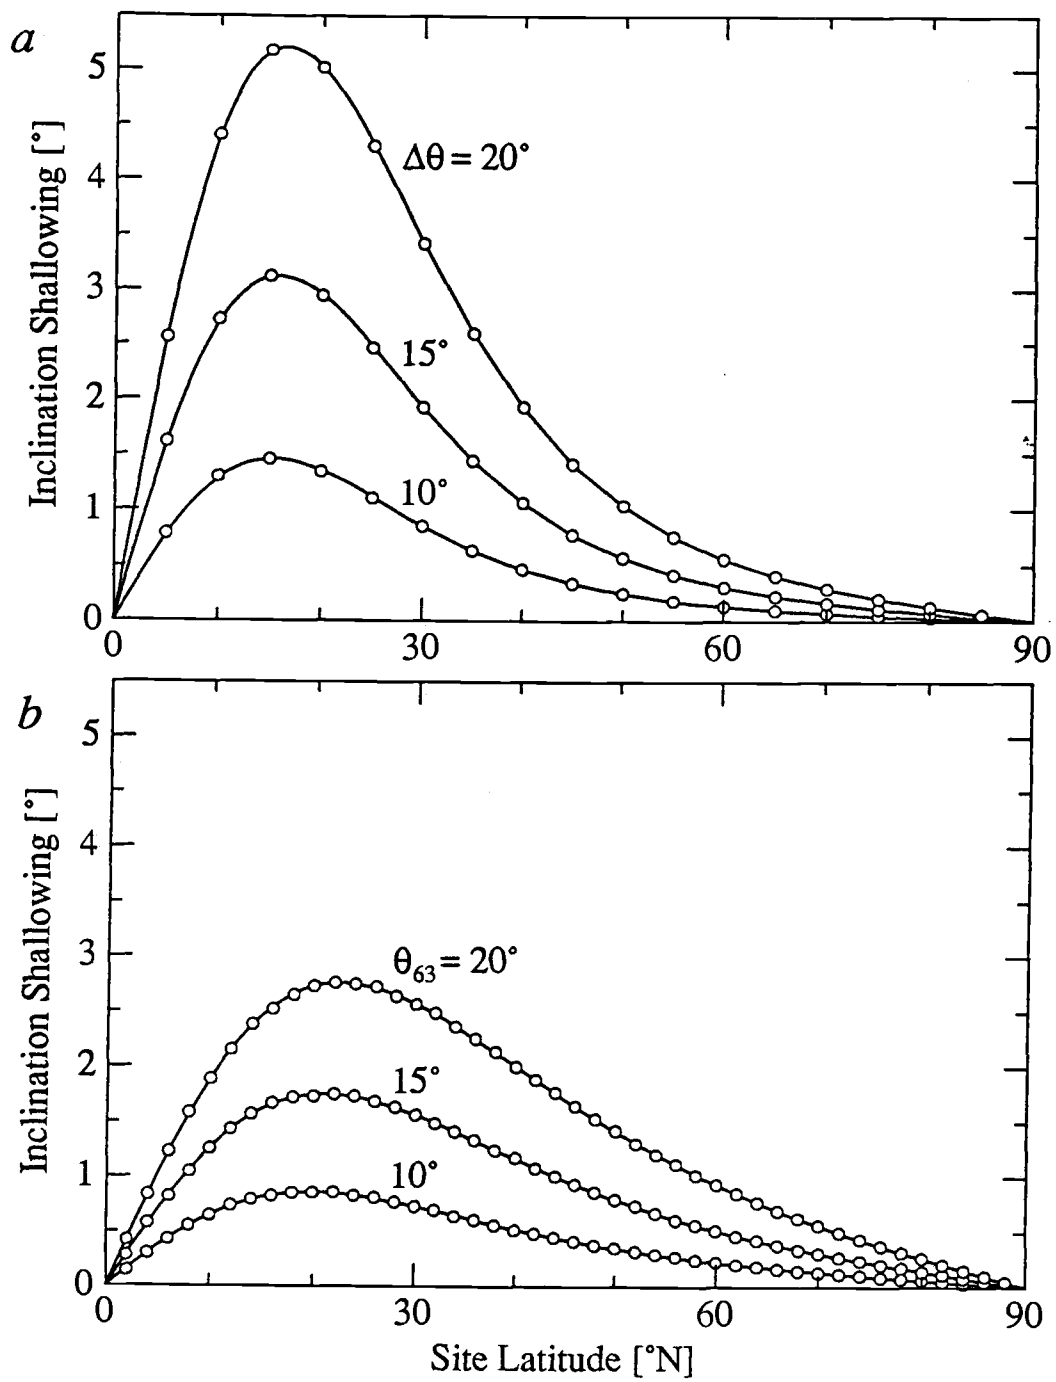 a
5
4
3
2
1
0
Inclination Shallowing [°]
Δθ = 20°
15°
10°
0 30 60 90
b
5
4
3
2
1
0
Inclination Shallowing [°]
θ63 = 20°
15°
10°
0 30 60 90
Site Latitude [°N]